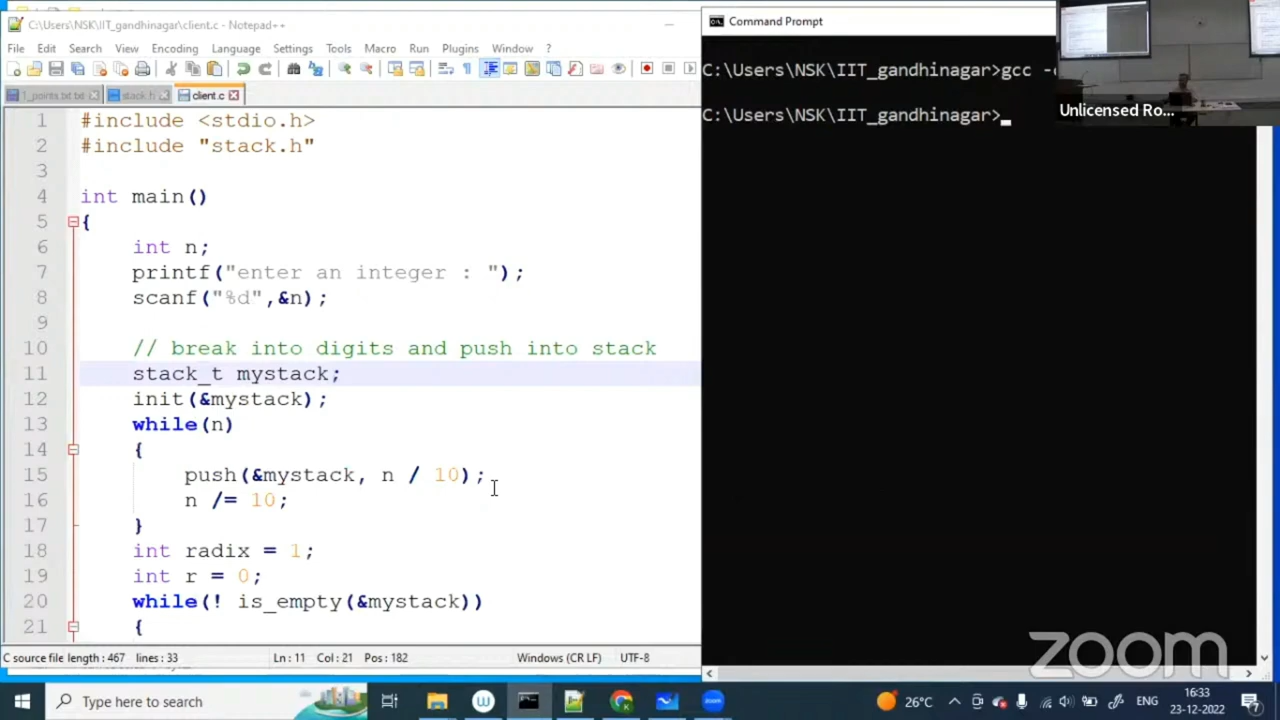 C:\Users\NSK\IIT_gandhinagar\client.c - Notepad++
File Edit Search View Encoding Language Settings Tools Macro Run Plugins Window ?
1_points.txt.txt stack.h client.c
1 #include <stdio.h>
2 #include "stack.h"
3
4 int main()
5 {
6 int n;
7 printf("enter an integer : ");
8 scanf("%d",&n);
9
10 // break into digits and push into stack
11 stack_t mystack;
12 init(&mystack);
13 while(n)
14 {
15 push(&mystack, n / 10);
16 n /= 10;
17 }
18 int radix = 1;
19 int r = 0;
20 while(! is_empty(&mystack))
21 {
C source file length : 467 lines : 33 Ln : 11 Col : 21 Pos : 182 Windows (CR LF) UTF-8
Command Prompt
C:\Users\NSK\IIT_gandhinagar>gcc
C:\Users\NSK\IIT_gandhinagar>
Unlicensed Ro...
zoom
Type here to search
26°C
ENG
16:33
23-12-2022